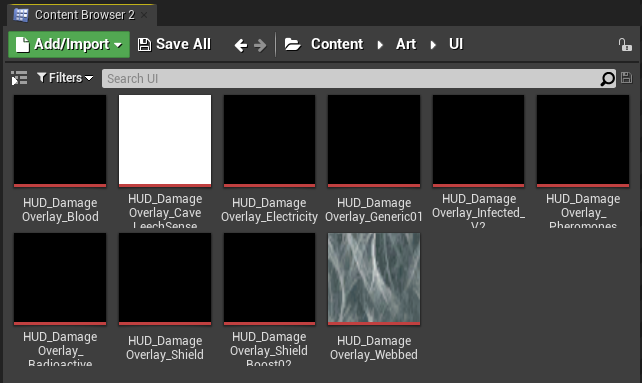 Content Browser 2
Add/Import Save All Content Art UI
Filters Search UI
HUD_Damage
Overlay_Blood
HUD_Damage
Overlay_Cave
LeechSense
HUD_Damage
Overlay_Electricity
HUD_Damage
Overlay_Generic01
HUD_Damage
Overlay_Infected_
V2
HUD_Damage
Overlay_
Pheromones
HUD_Damage
Overlay_
Radioactive
HUD_Damage
Overlay_Shield
HUD_Damage
Overlay_Shield
Boost02
HUD_Damage
Overlay_Webbed